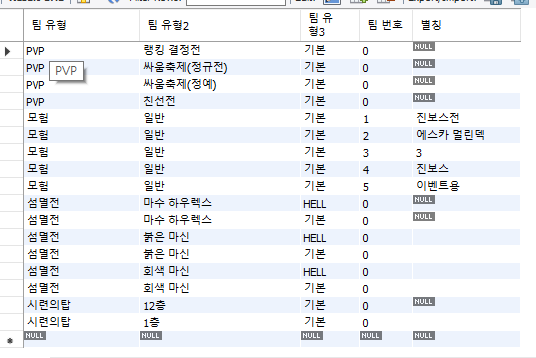 팀 유형 팀 유형2 팀 유형3 팀 번호 별칭
PVP 랭킹 결정전 기본 0 NULL
PVP 싸움축제(정규전) 기본 0 NULL
PVP
PVP 싸움축제(정예) 기본 0 NULL
PVP 친선전 기본 0 NULL
모험 일반 기본 1 진보스전
모험 일반 기본 2 에스카 멀린덱
모험 일반 기본 3 3
모험 일반 기본 4 진보스
모험 일반 기본 5 이벤트용
섬멸전 마수 하우렉스 HELL 0 NULL
섬멸전 마수 하우렉스 기본 0 NULL
섬멸전 붉은 마신 HELL 0
섬멸전 붉은 마신 기본 0
섬멸전 회색 마신 HELL 0
섬멸전 회색 마신 기본 0
시련의탑 12층 기본 0 NULL
시련의탑 1층 기본 0
NULL NULL NULL NULL NULL